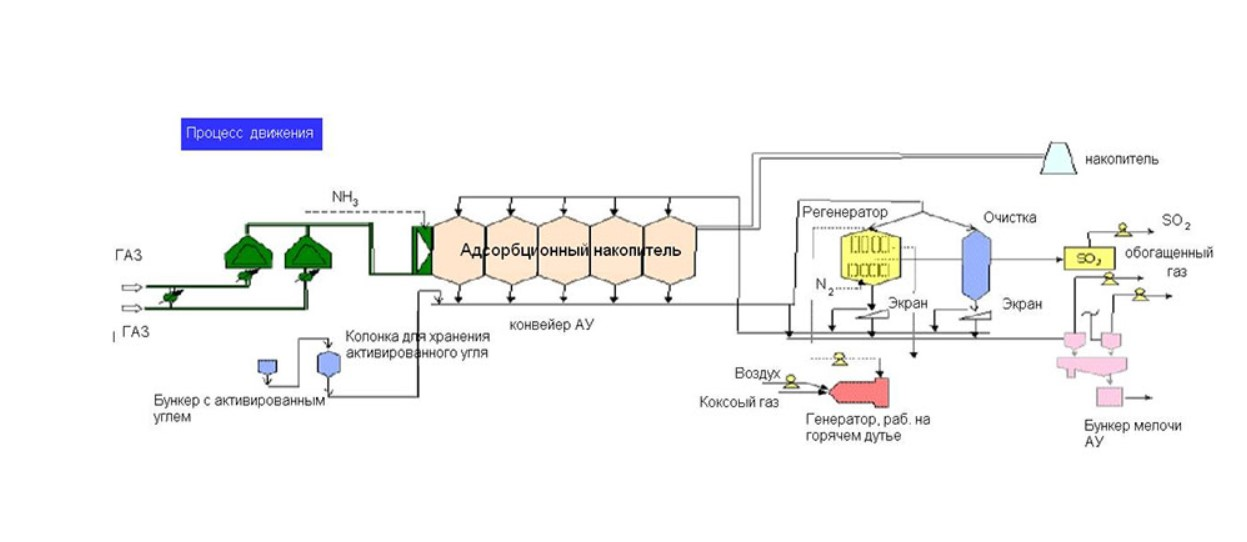 Процесс движения
накопитель
NH3
Регенератор
Очистка
SO2
ГАЗ
Адсорбционный накопитель
SO2
обогащенный
газ
N2
Экран
Экран
ГАЗ
конвейер АУ
Колонка для хранения
активированного угля
Воздух
Коксоый газ
Бункер с активированным
углем
Генератор, раб. на
горячем дутье
Бункер мелочи
АУ